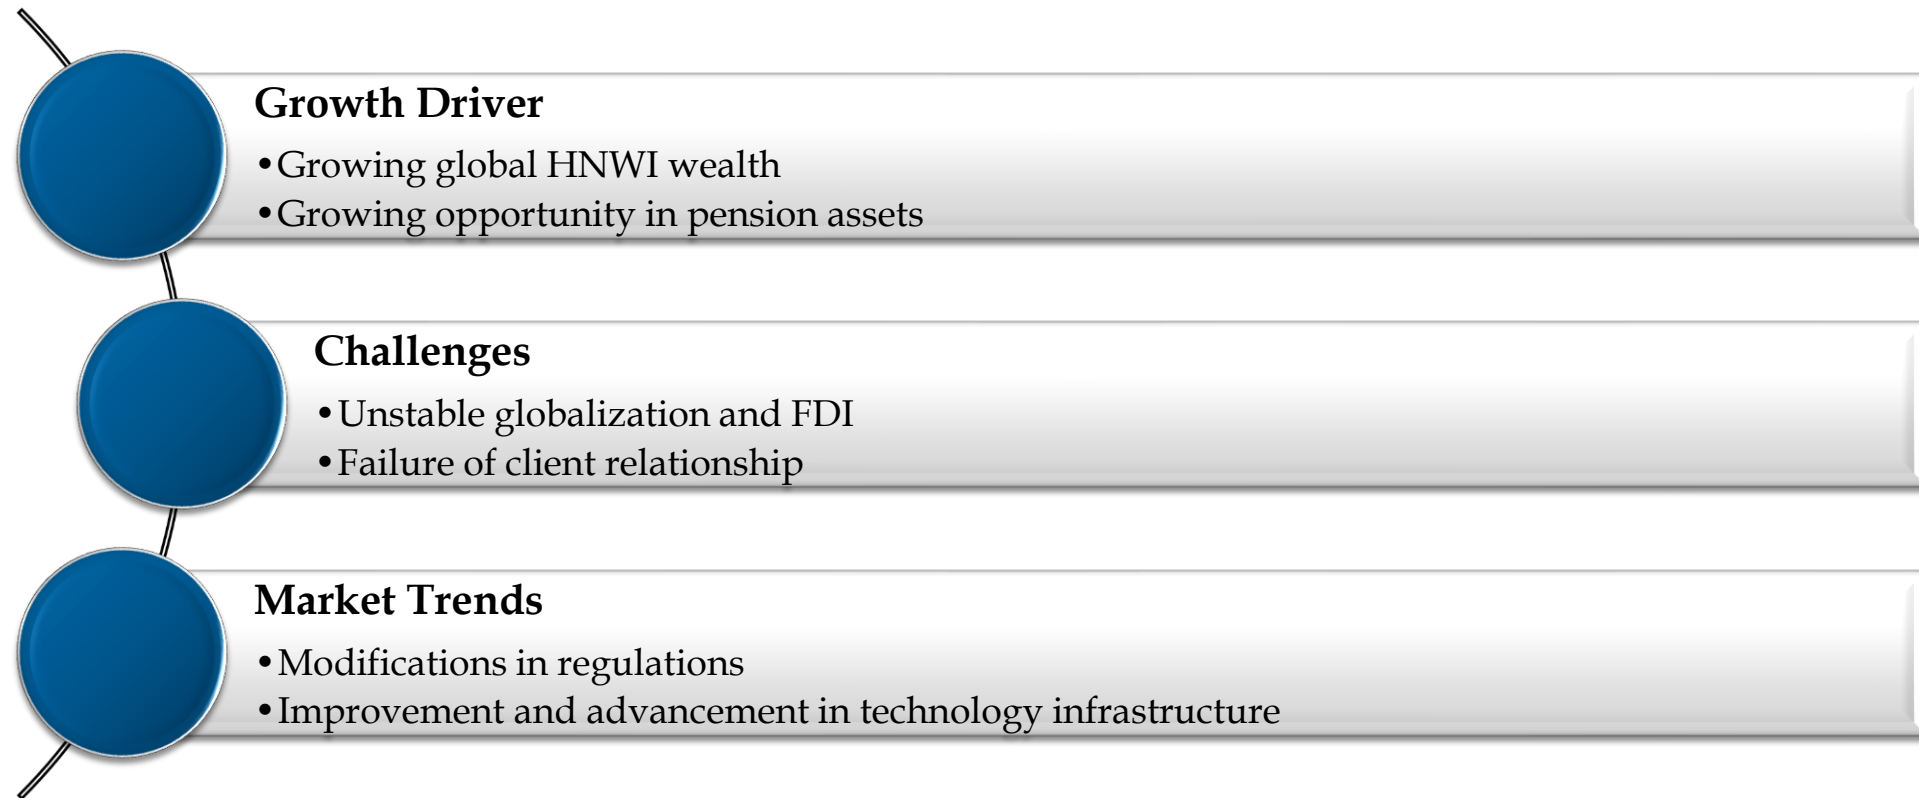 Growth Driver
•Growing global HNWI wealth
•Growing opportunity in pension assets
Challenges
•Unstable globalization and FDI
•Failure of client relationship
Market Trends
•Modifications in regulations
•Improvement and advancement in technology infrastructure